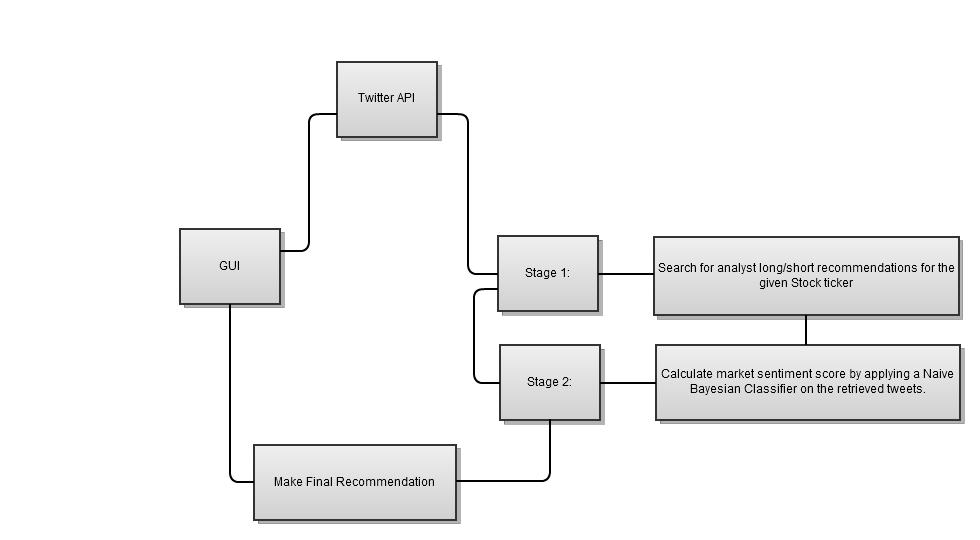 Twitter API
GUI
Stage 1:
Search for analyst long/short recommendations for the
given Stock ticker
Stage 2:
Calculate market sentiment score by applying a Naive
Bayesian Classifier on the retrieved tweets.
Make Final Recommendation